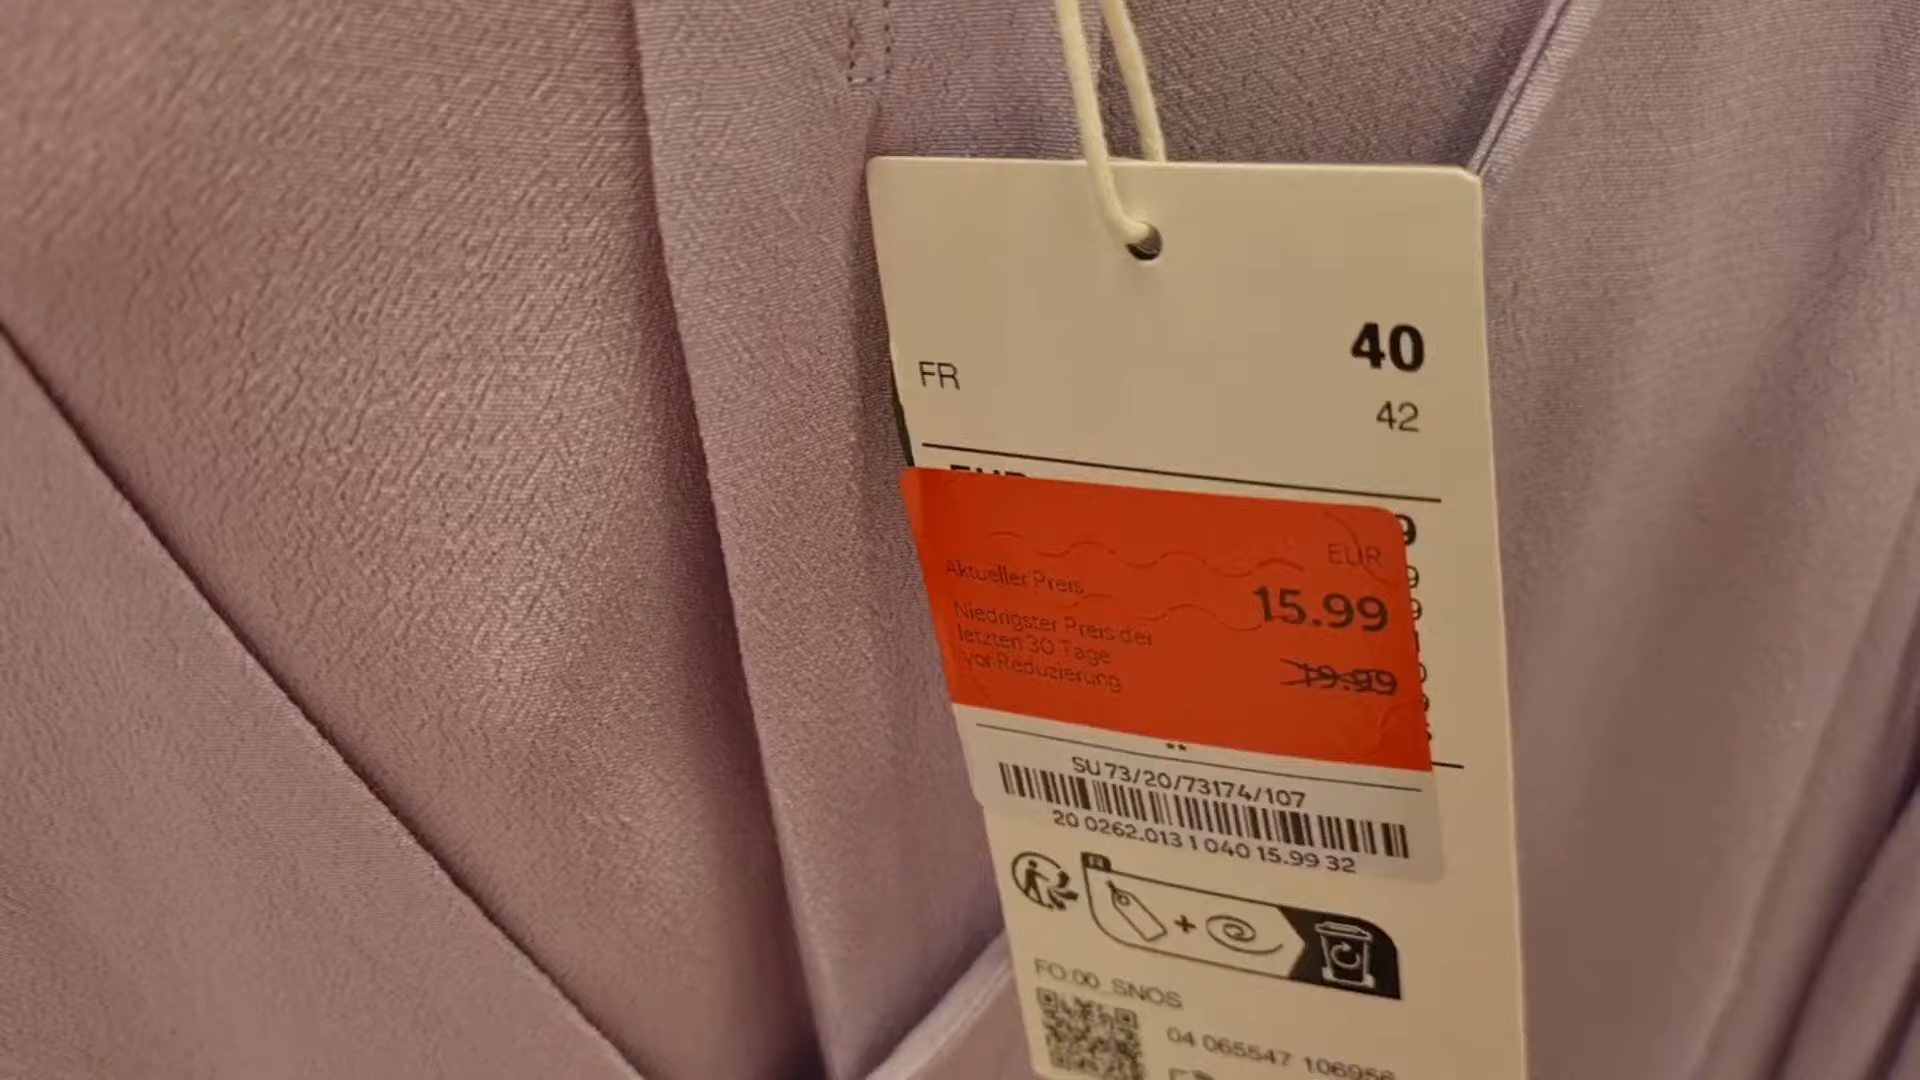 40
FR 42
EUR
Aktueller Preis 15.99
Niedrigster Preis der
letzten 30 Tage
vor Reduzierung 19.99
**
SU 73/20/73174/107
20 0262.013 1 040 15.99 32
FR
+
FO:00_SNOS
04 065547 106956